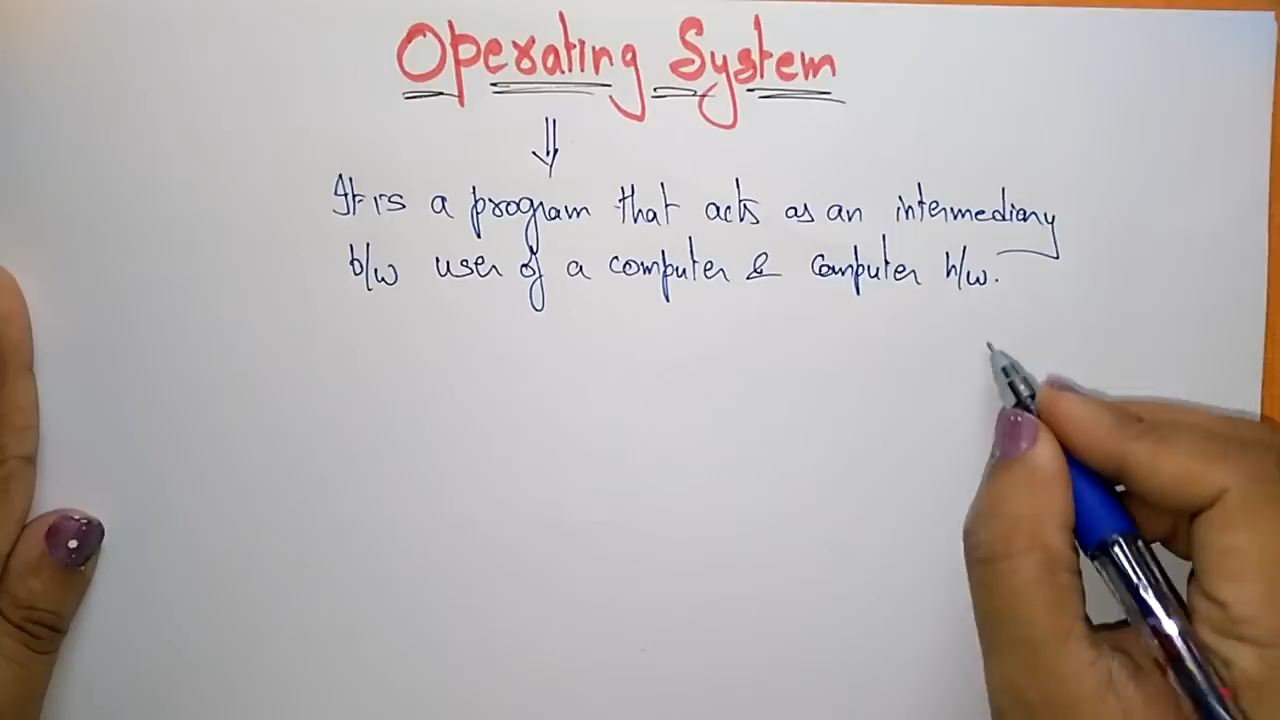 Operating System
It is a program that acts as an intermediary
b/w user of a computer & computer h/w.